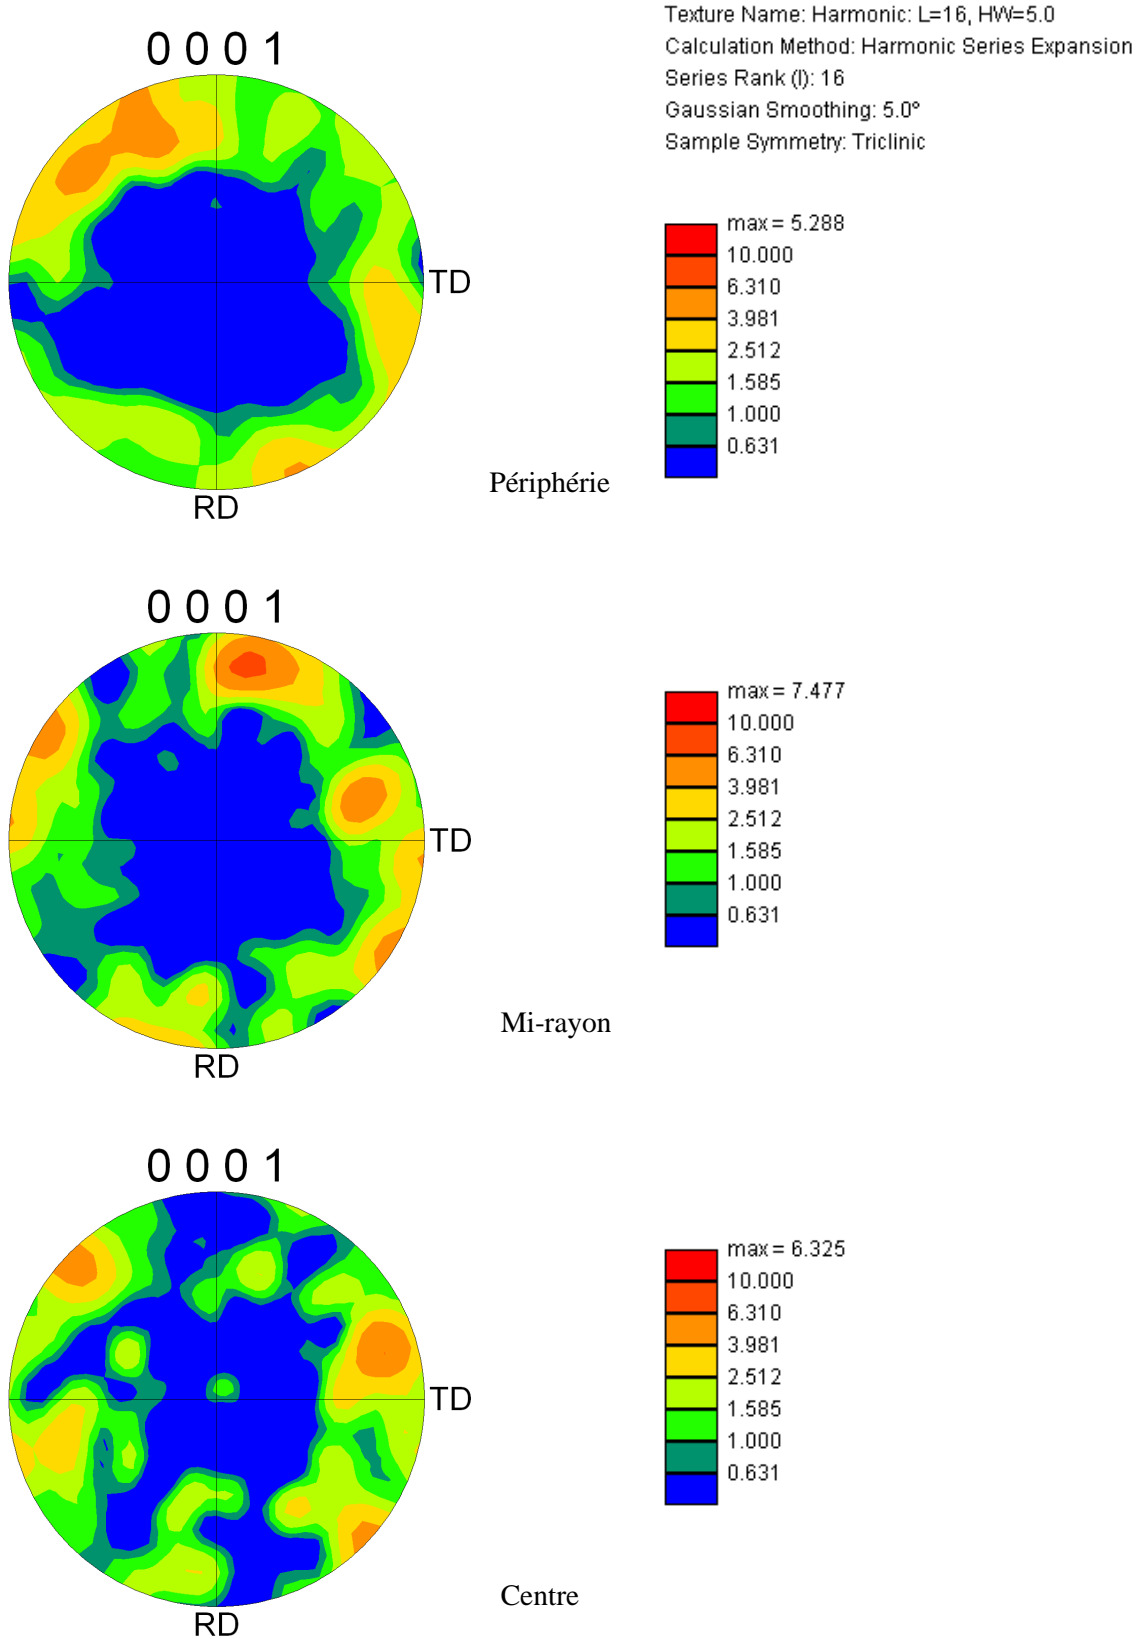 Texture Name: Harmonic: L=16, HW=5.0
Calculation Method: Harmonic Series Expansion
Series Rank (l): 16
Gaussian Smoothing: 5.0°
Sample Symmetry: Triclinic
0 0 0 1
TD
RD
max = 5.288
10.000
6.310
3.981
2.512
1.585
1.000
0.631
Périphérie
0 0 0 1
TD
RD
max = 7.477
10.000
6.310
3.981
2.512
1.585
1.000
0.631
Mi-rayon
0 0 0 1
TD
RD
max = 6.325
10.000
6.310
3.981
2.512
1.585
1.000
0.631
Centre